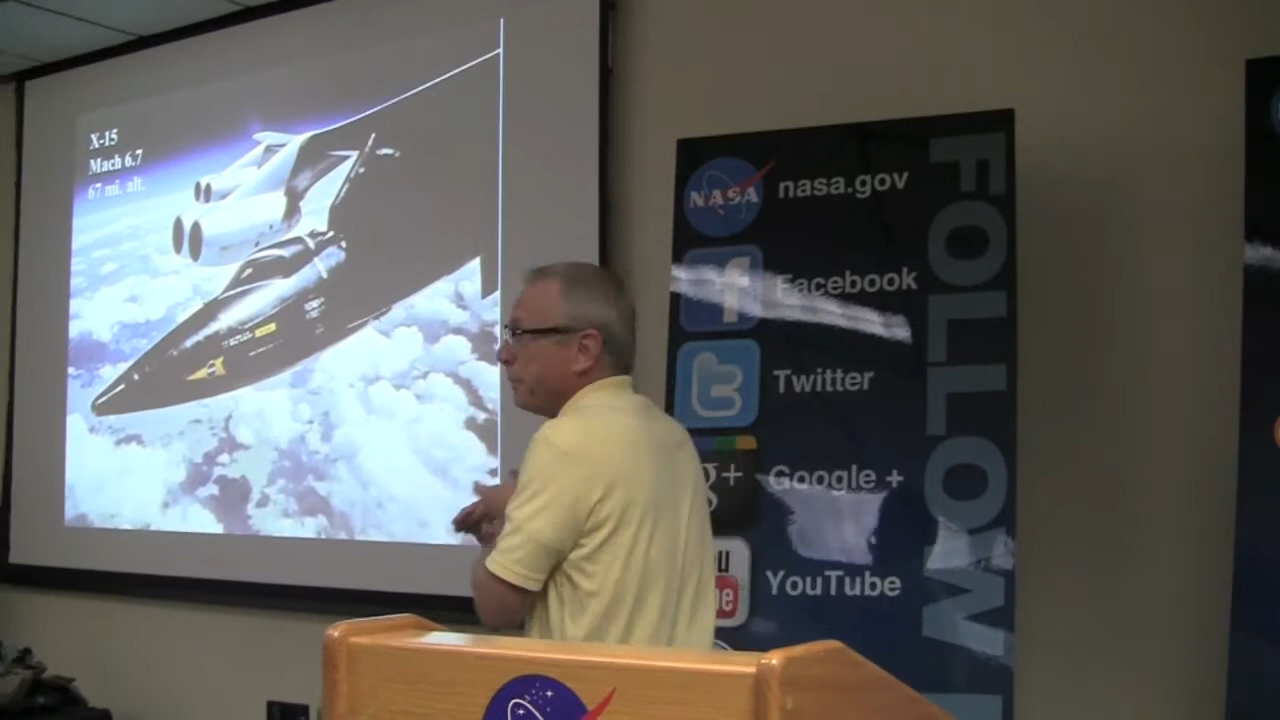 X-15
Mach 6.7
67 mi. alt.
NASA
nasa.gov
f
Facebook
t
Twitter
g+
Google +
YouTube
FOLLOW